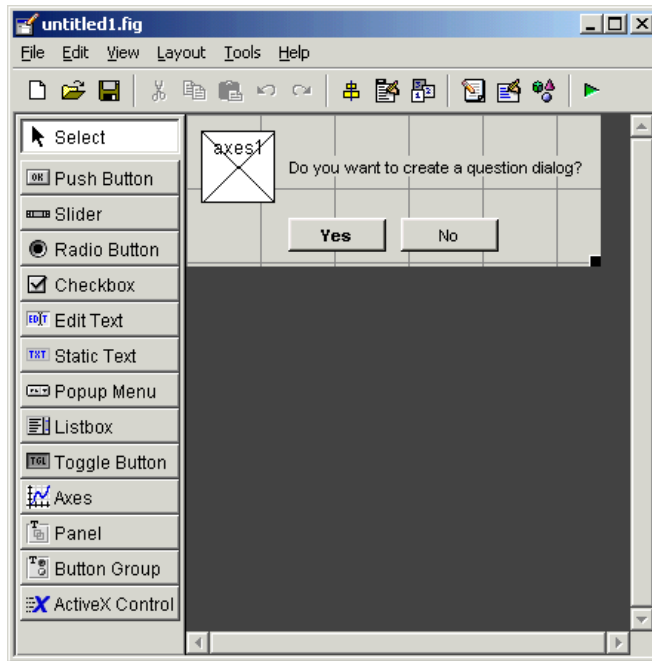 untitled1.fig
File Edit View Layout Tools Help
Select
Push Button
Slider
Radio Button
Checkbox
Edit Text
Static Text
Popup Menu
Listbox
Toggle Button
Axes
Panel
Button Group
ActiveX Control
axes1
Do you want to create a question dialog?
Yes No